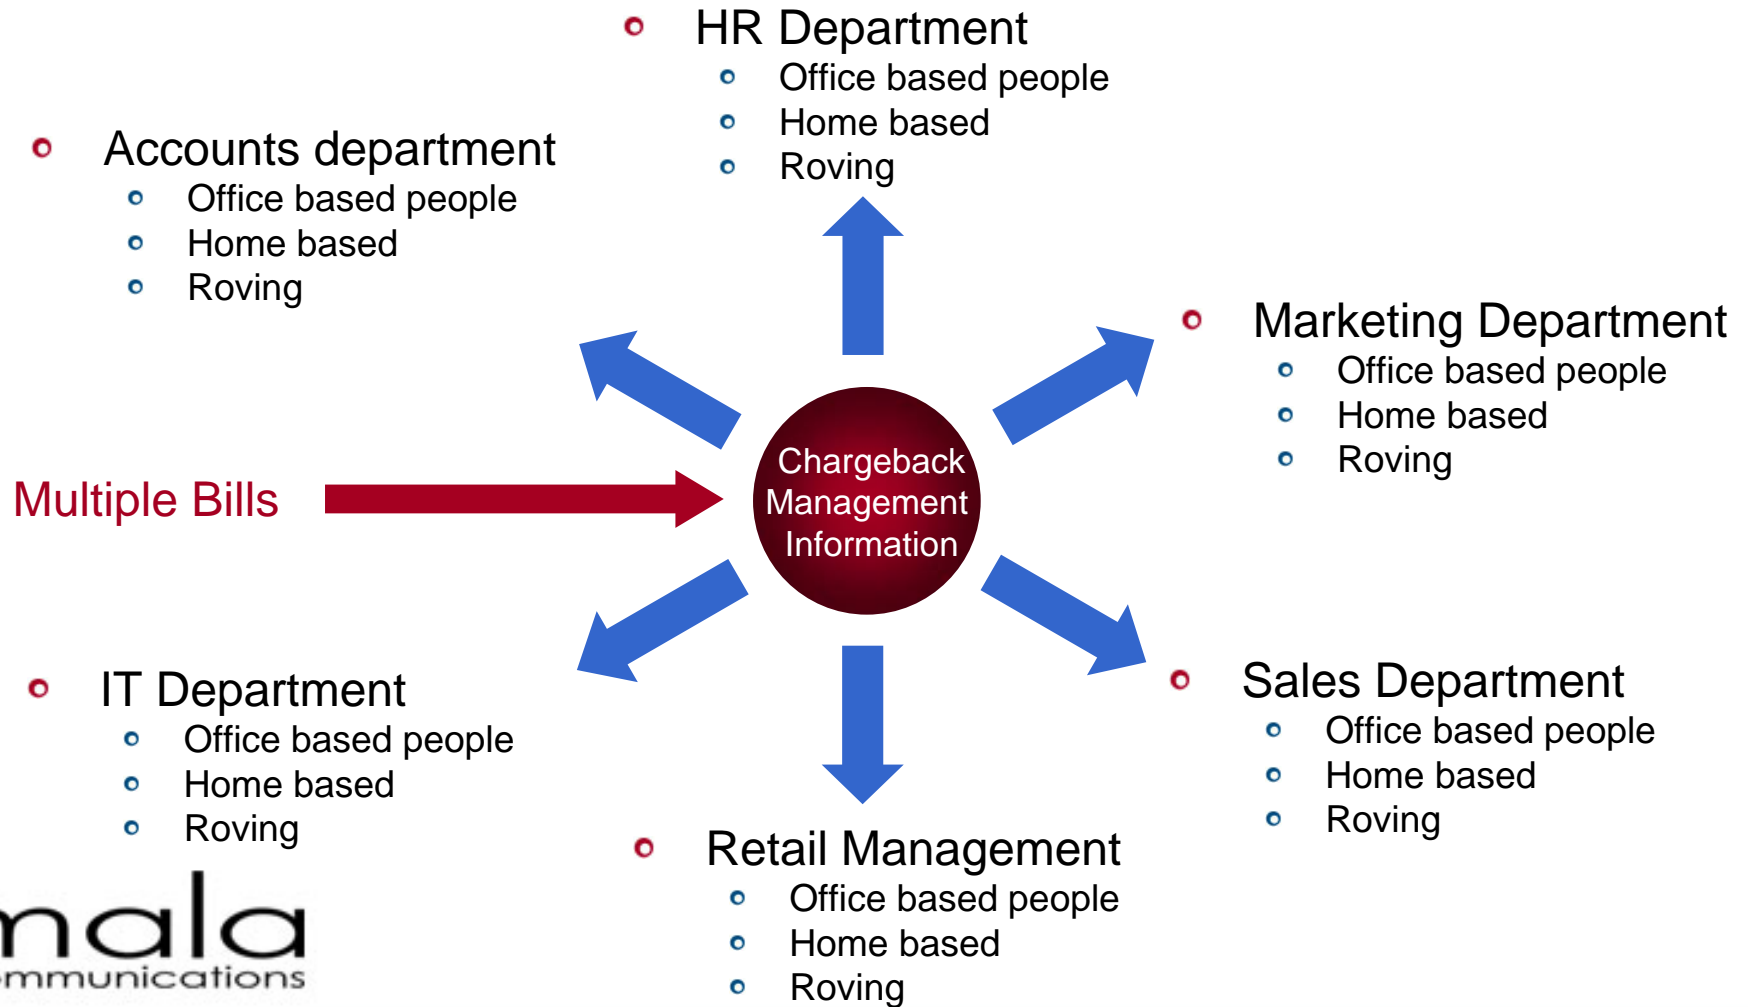 HR Department
Office based people
Home based
Roving
Accounts department
Office based people
Home based
Roving
Marketing Department
Office based people
Home based
Roving
Multiple Bills
Chargeback
Management
Information
IT Department
Office based people
Home based
Roving
Sales Department
Office based people
Home based
Roving
Retail Management
Office based people
Home based
Roving
mala
ommunications